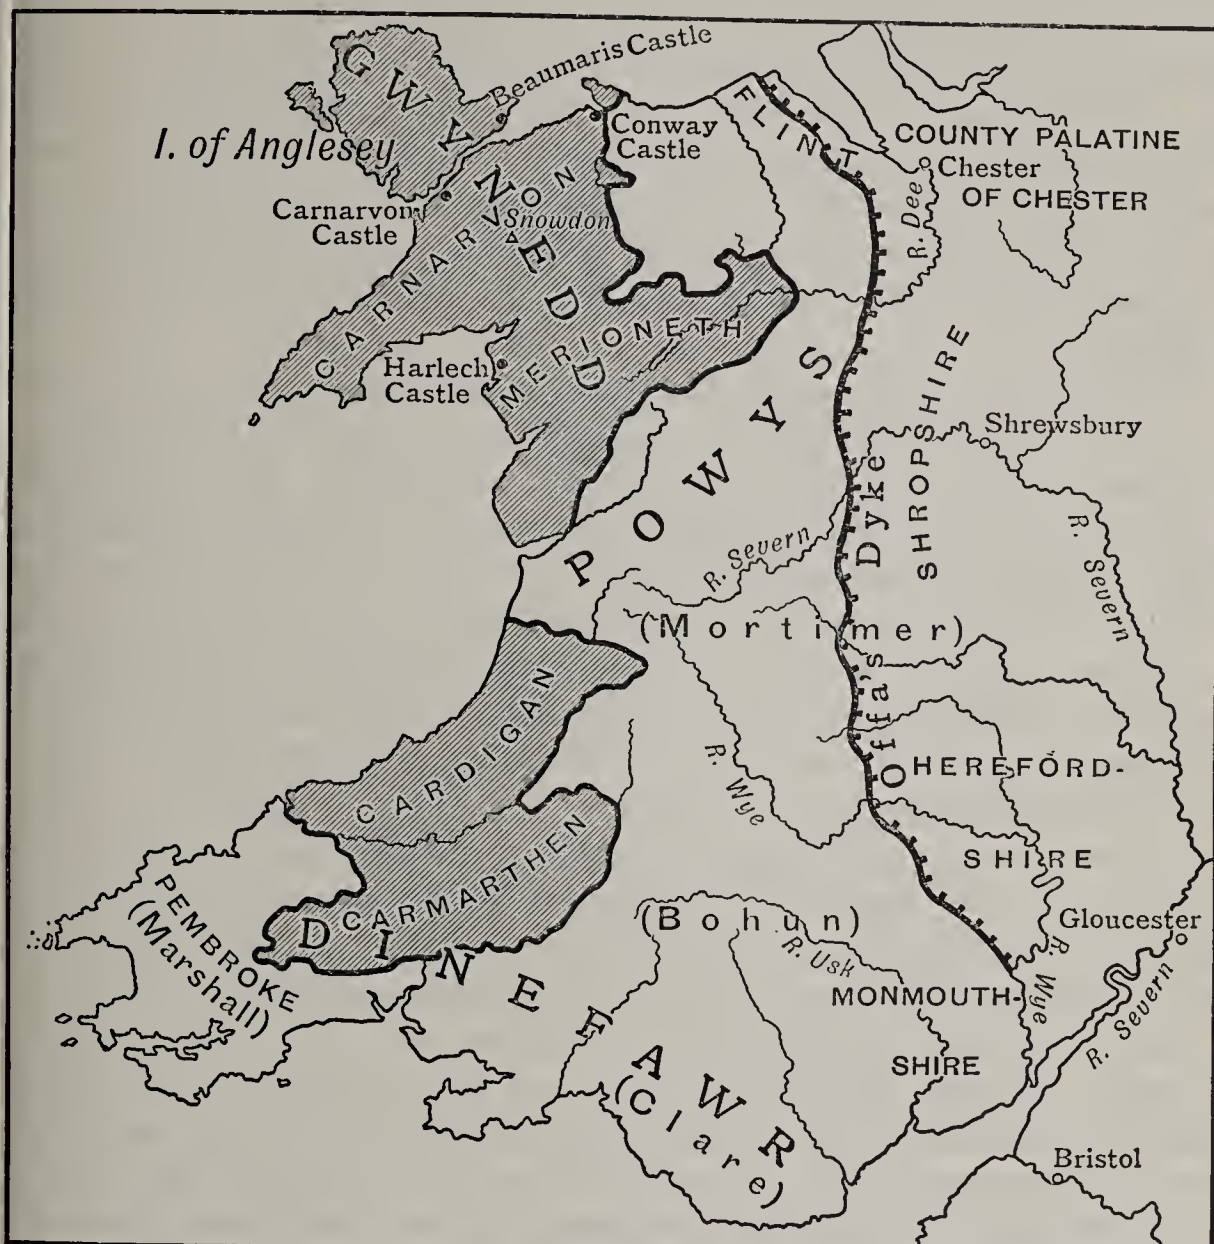 GWYNEDD
Beaumaris Castle
I. of Anglesey
Conway
Castle
FLINT
COUNTY PALATINE
OF CHESTER
Chester
R. Dee
Carnarvon
Castle
CARNARVON
Snowdon
MERIONETH
Harlech
Castle
SHROPSHIRE
Shrewsbury
POWYS
R. Severn
R. Severn
Offa's Dyke
(Mortimer)
CARDIGAN
R. Wye
HEREFORD-
SHIRE
CARMARTHEN
PEMBROKE
(Marshall)
DINEFAWR
(Bohun)
R. Usk
Gloucester
R. Wye
MONMOUTH-
SHIRE
R. Severn
(Clare)
Bristol